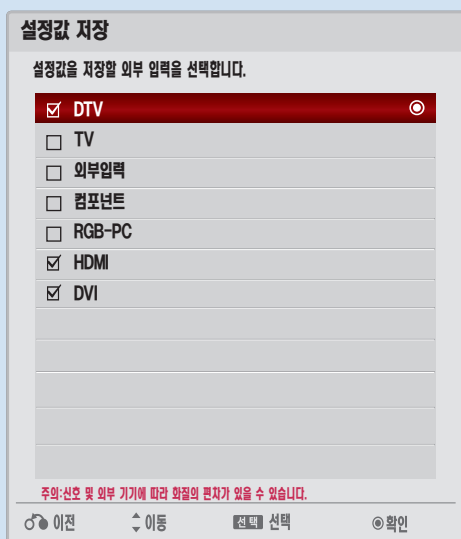 설정값 저장
설정값을 저장할 외부 입력을 선택합니다.
DTV
TV
외부입력
컴포넌트
RGB-PC
HDMI
DVI
주의:신호 및 외부 기기에 따라 화질의 편차가 있을 수 있습니다.
이전 이동 선택 선택 확인